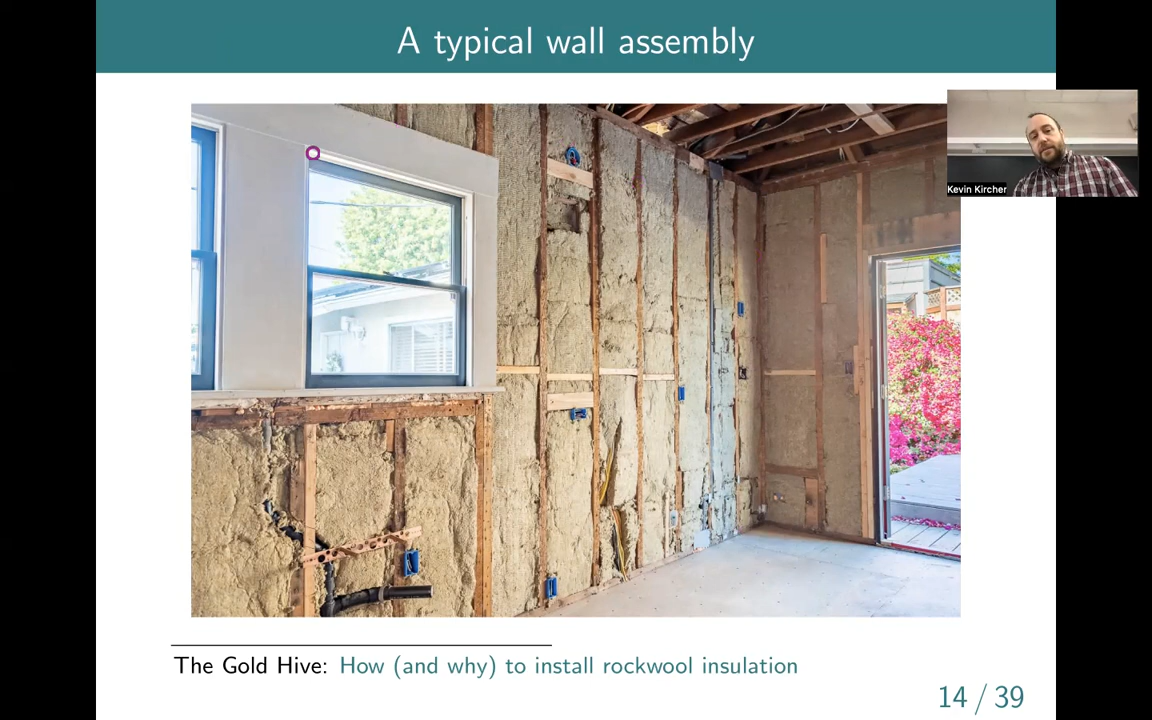 A typical wall assembly
Kevin Kircher
The Gold Hive: How (and why) to install rockwool insulation
14 / 39